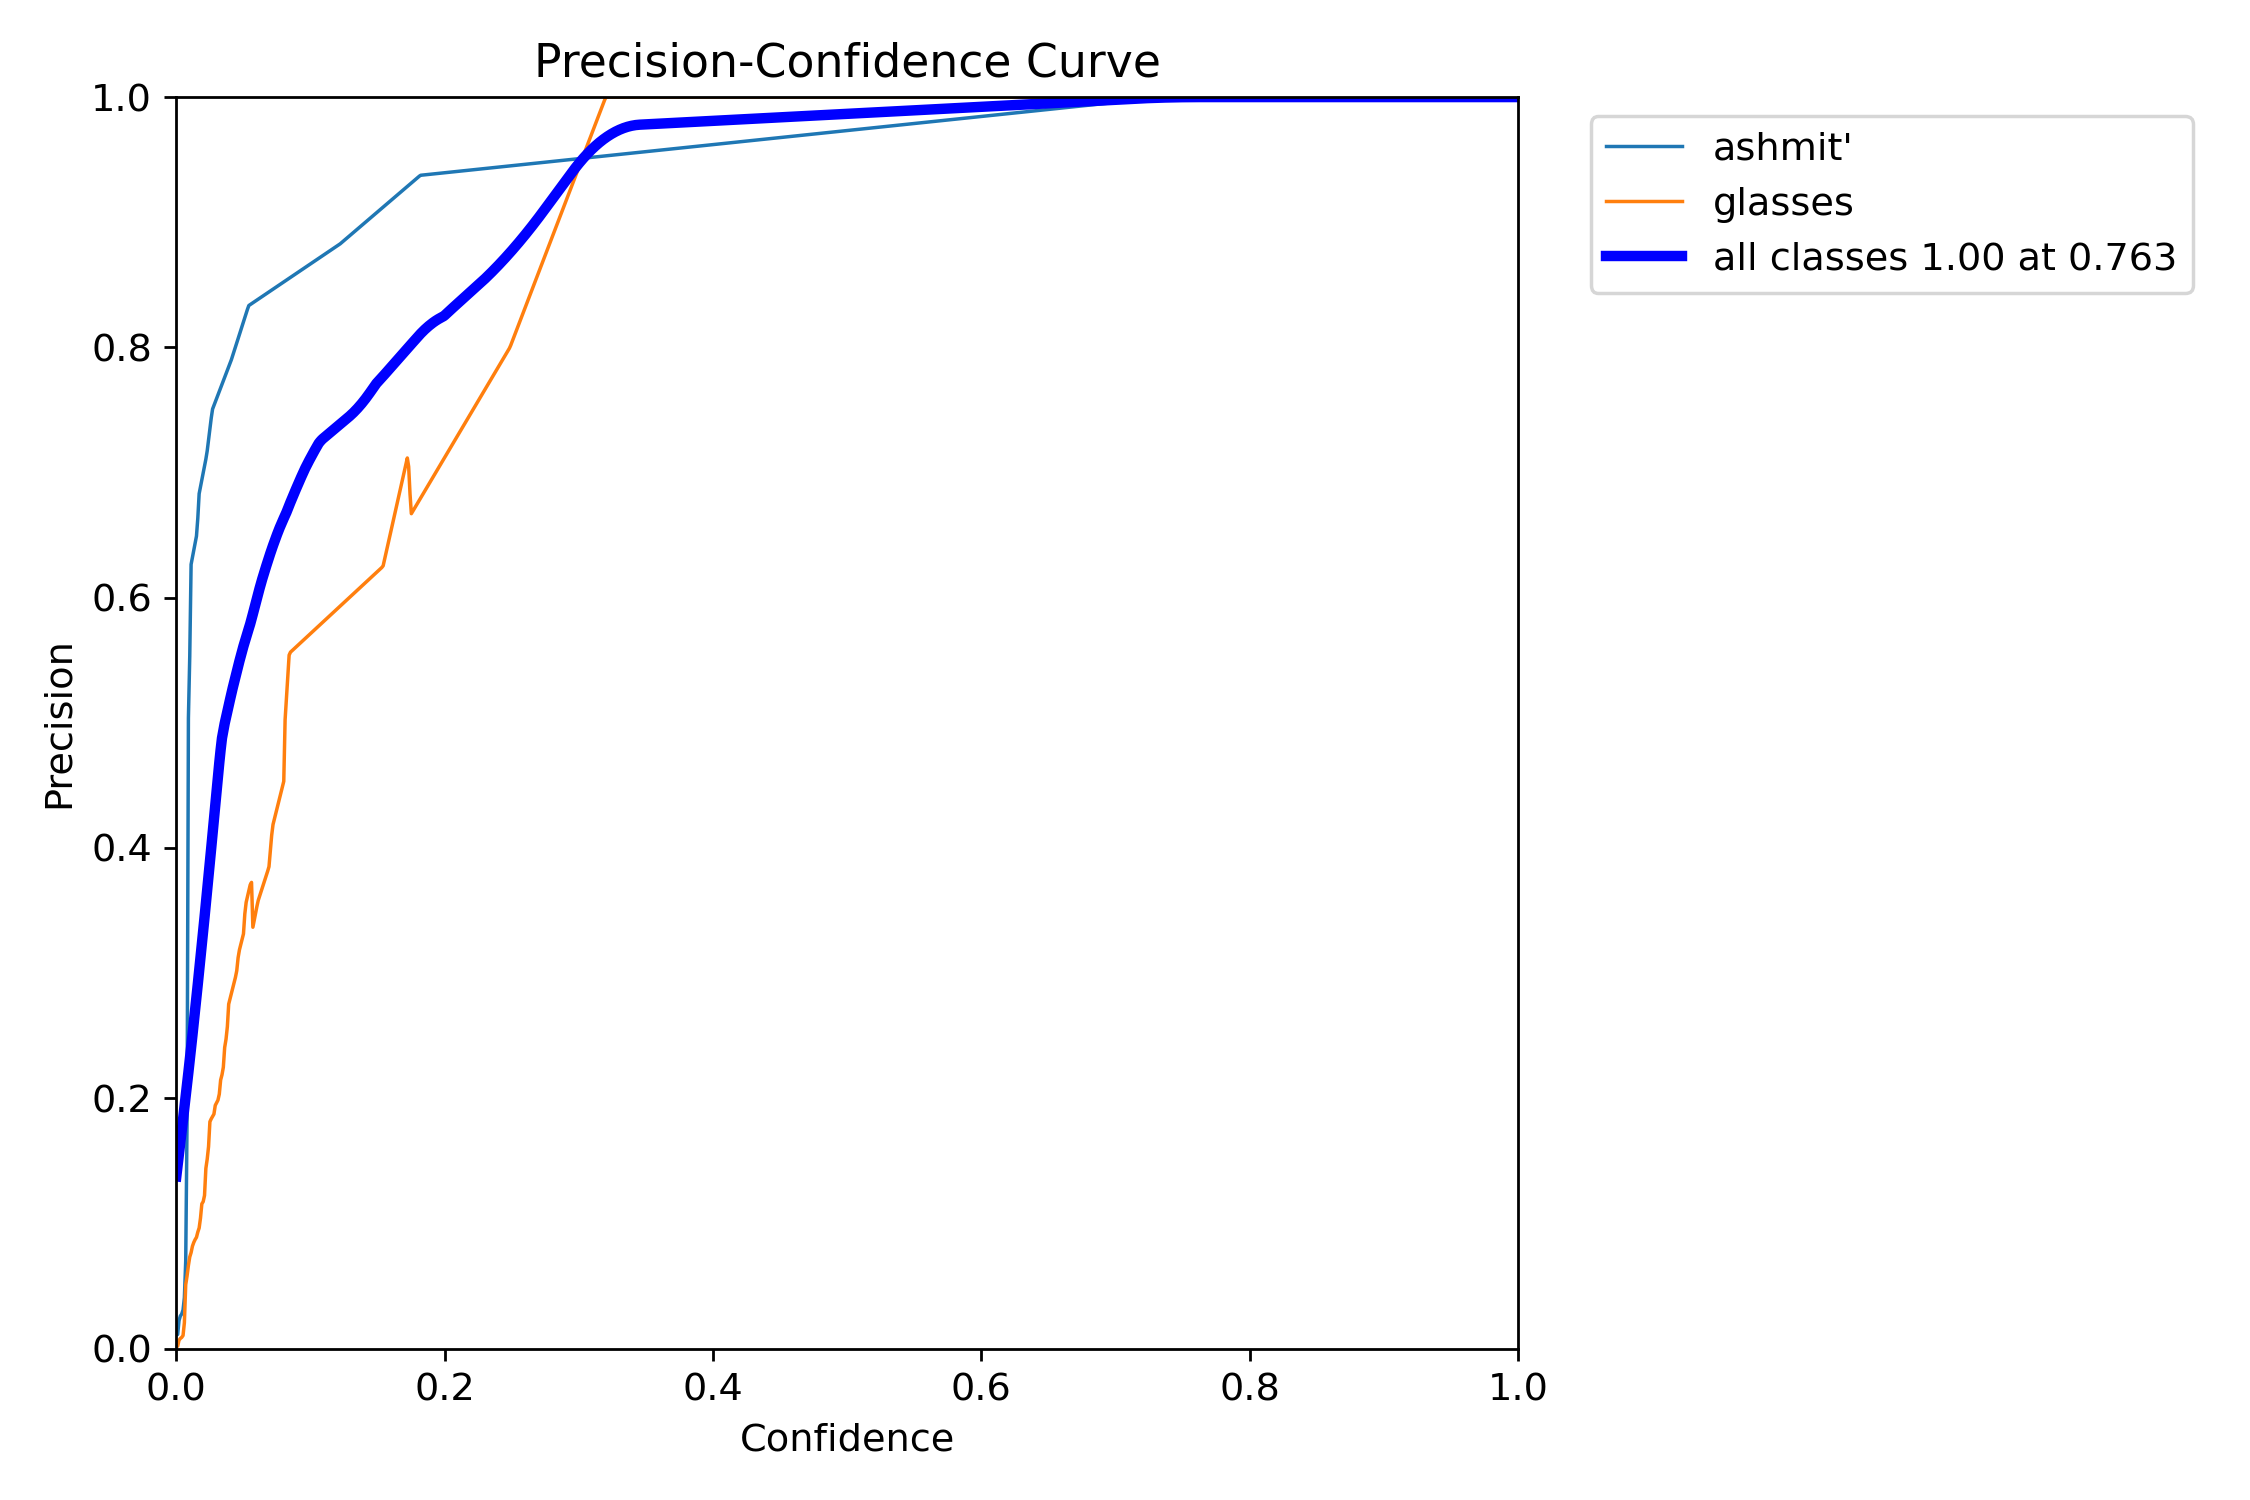 Precision-Confidence Curve
1.0
0.8
0.6
0.4
0.2
0.0
Precision
0.0 0.2 0.4 0.6 0.8 1.0
Confidence
ashmit'
glasses
all classes 1.00 at 0.763